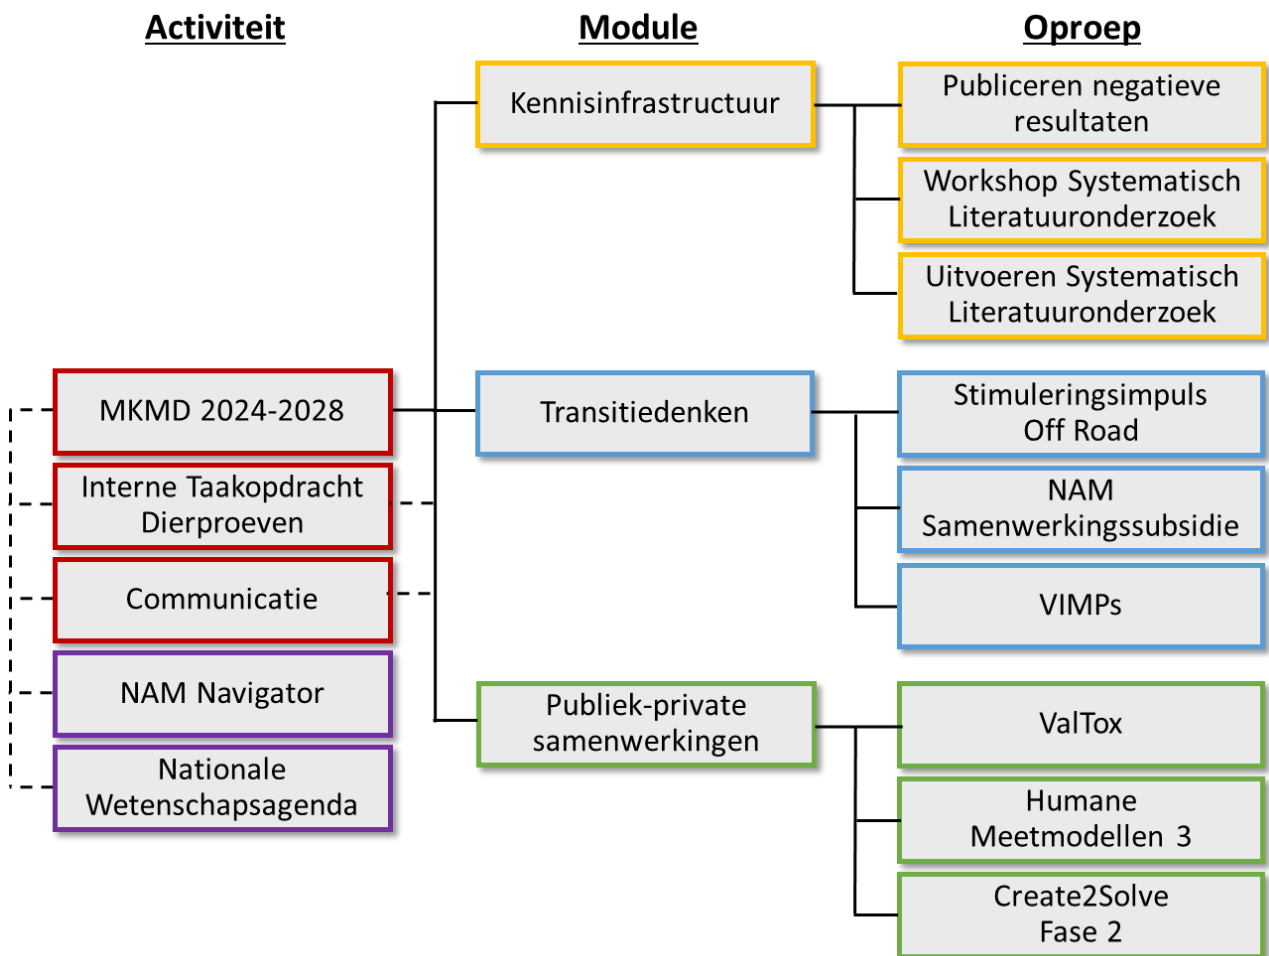 Activiteit
Module
Oproep
Kennisinfrastructuur
Publiceren negatieve
resultaten
Workshop Systematisch
Literatuuronderzoek
Uitvoeren Systematisch
Literatuuronderzoek
MKMD 2024-2028
Interne Taakopdracht
Dierproeven
Communicatie
NAM Navigator
Nationale
Wetenschapsagenda
Transitiedenken
Stimuleringsimpuls
Off Road
NAM
Samenwerkingssubsidie
VIMPs
Publiek-private
samenwerkingen
ValTox
Humane
Meetmodellen 3
Create2Solve
Fase 2